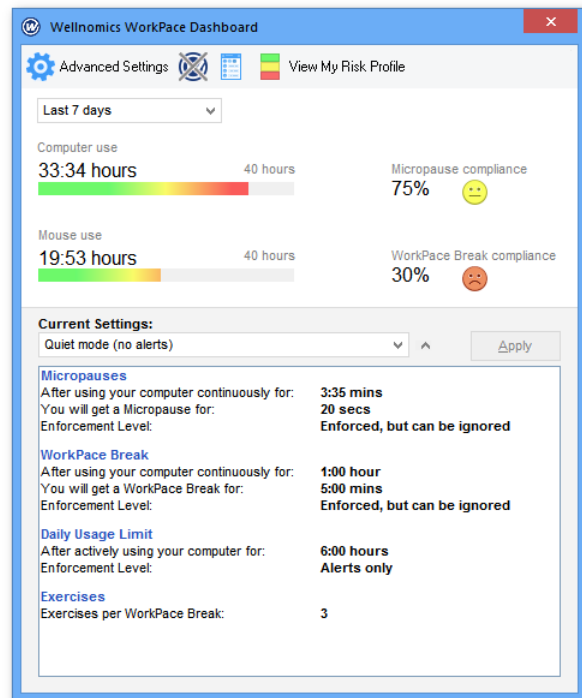 Wellnomics WorkPace Dashboard
Advanced Settings View My Risk Profile
Last 7 days
Computer use
33:34 hours 40 hours Micropause compliance
75%
Mouse use
19:53 hours 40 hours WorkPace Break compliance
30%
Current Settings:
Quiet mode (no alerts) Apply
Micropauses
After using your computer continuously for: 3:35 mins
You will get a Micropause for: 20 secs
Enforcement Level: Enforced, but can be ignored
WorkPace Break
After using your computer continuously for: 1:00 hour
You will get a WorkPace Break for: 5:00 mins
Enforcement Level: Enforced, but can be ignored
Daily Usage Limit
After actively using your computer for: 6:00 hours
Enforcement Level: Alerts only
Exercises
Exercises per WorkPace Break: 3